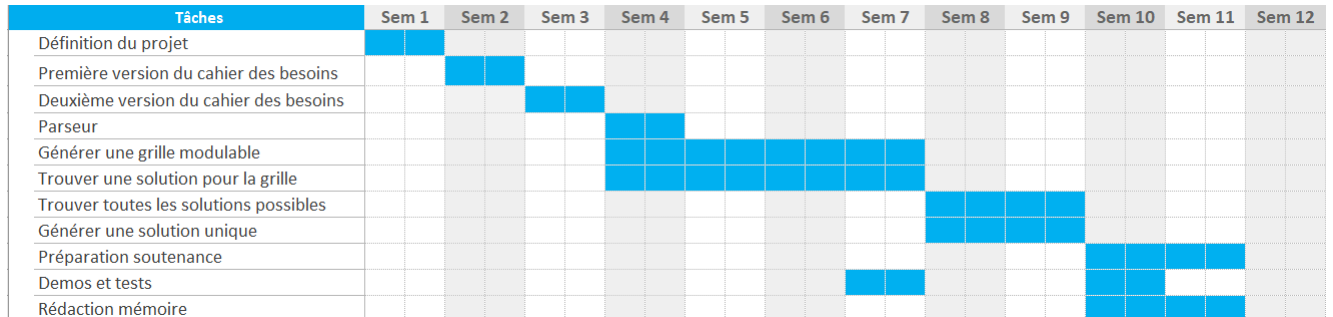 Tâches Sem 1 Sem 2 Sem 3 Sem 4 Sem 5 Sem 6 Sem 7 Sem 8 Sem 9 Sem 10 Sem 11 Sem 12
Définition du projet
Première version du cahier des besoins
Deuxième version du cahier des besoins
Parseur
Générer une grille modulable
Trouver une solution pour la grille
Trouver toutes les solutions possibles
Générer une solution unique
Préparation soutenance
Demos et tests
Rédaction mémoire